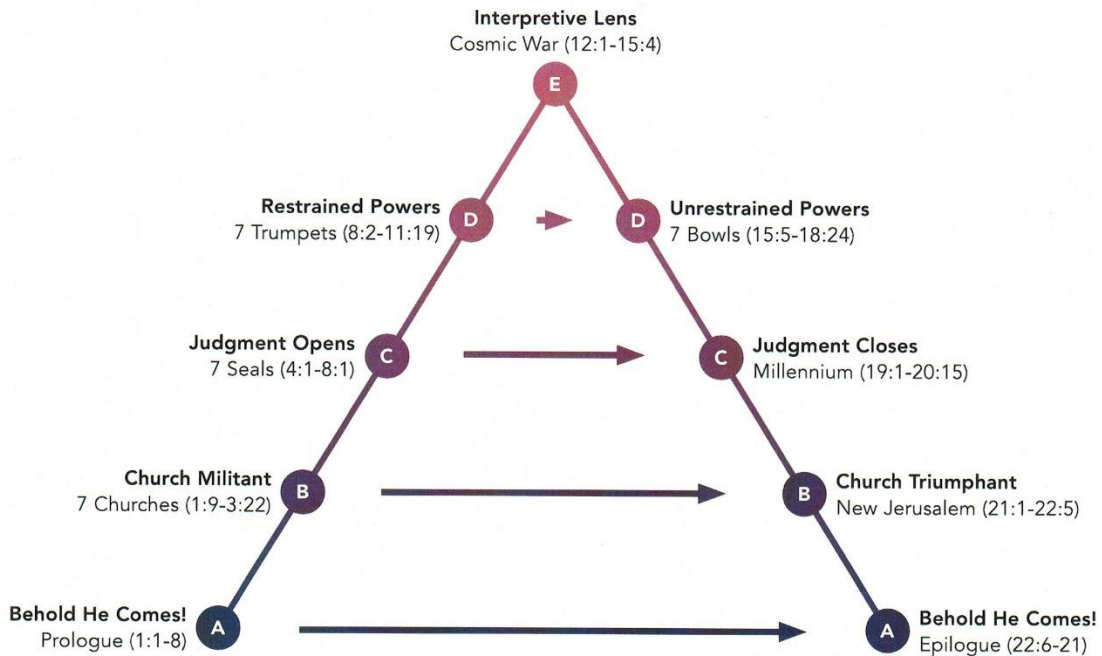 Interpretive Lens
Cosmic War (12:1-15:4)
E
Restrained Powers
7 Trumpets (8:2-11:19)
D
D
Unrestrained Powers
7 Bowls (15:5-18:24)
Judgment Opens
7 Seals (4:1-8:1)
C
C
Judgment Closes
Millennium (19:1-20:15)
Church Militant
7 Churches (1:9-3:22)
B
B
Church Triumphant
New Jerusalem (21:1-22:5)
Behold He Comes!
Prologue (1:1-8)
A
A
Behold He Comes!
Epilogue (22:6-21)